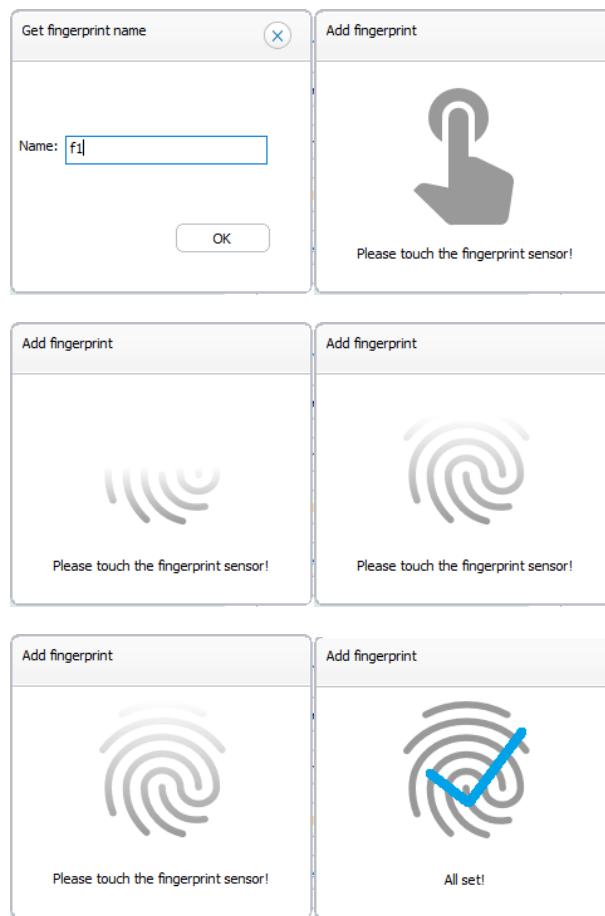 Get fingerprint name
Name: f1
OK
Add fingerprint
Please touch the fingerprint sensor!
Add fingerprint
Please touch the fingerprint sensor!
Add fingerprint
Please touch the fingerprint sensor!
Add fingerprint
Please touch the fingerprint sensor!
Add fingerprint
All set!